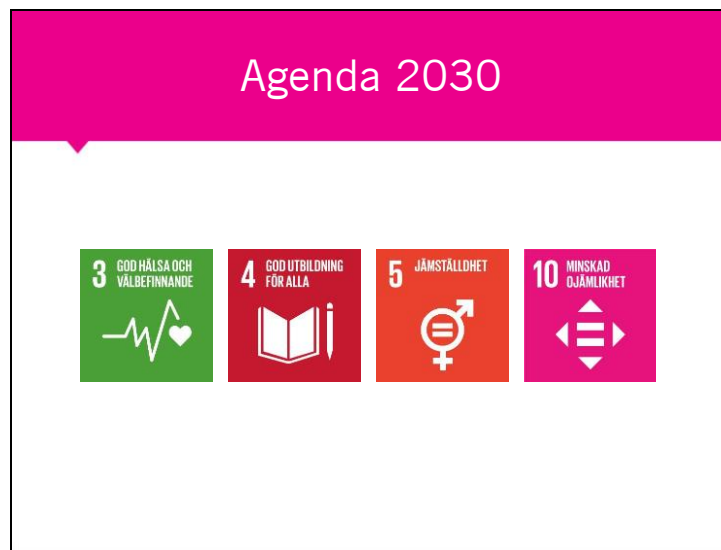 Agenda 2030
3 GOD HÄLSA OCH
VÄLBEFINNANDE
4 GOD UTBILDNING
FÖR ALLA
5 JÄMSTÄLLDHET
10 MINSKAD
OJÄMLIKHET